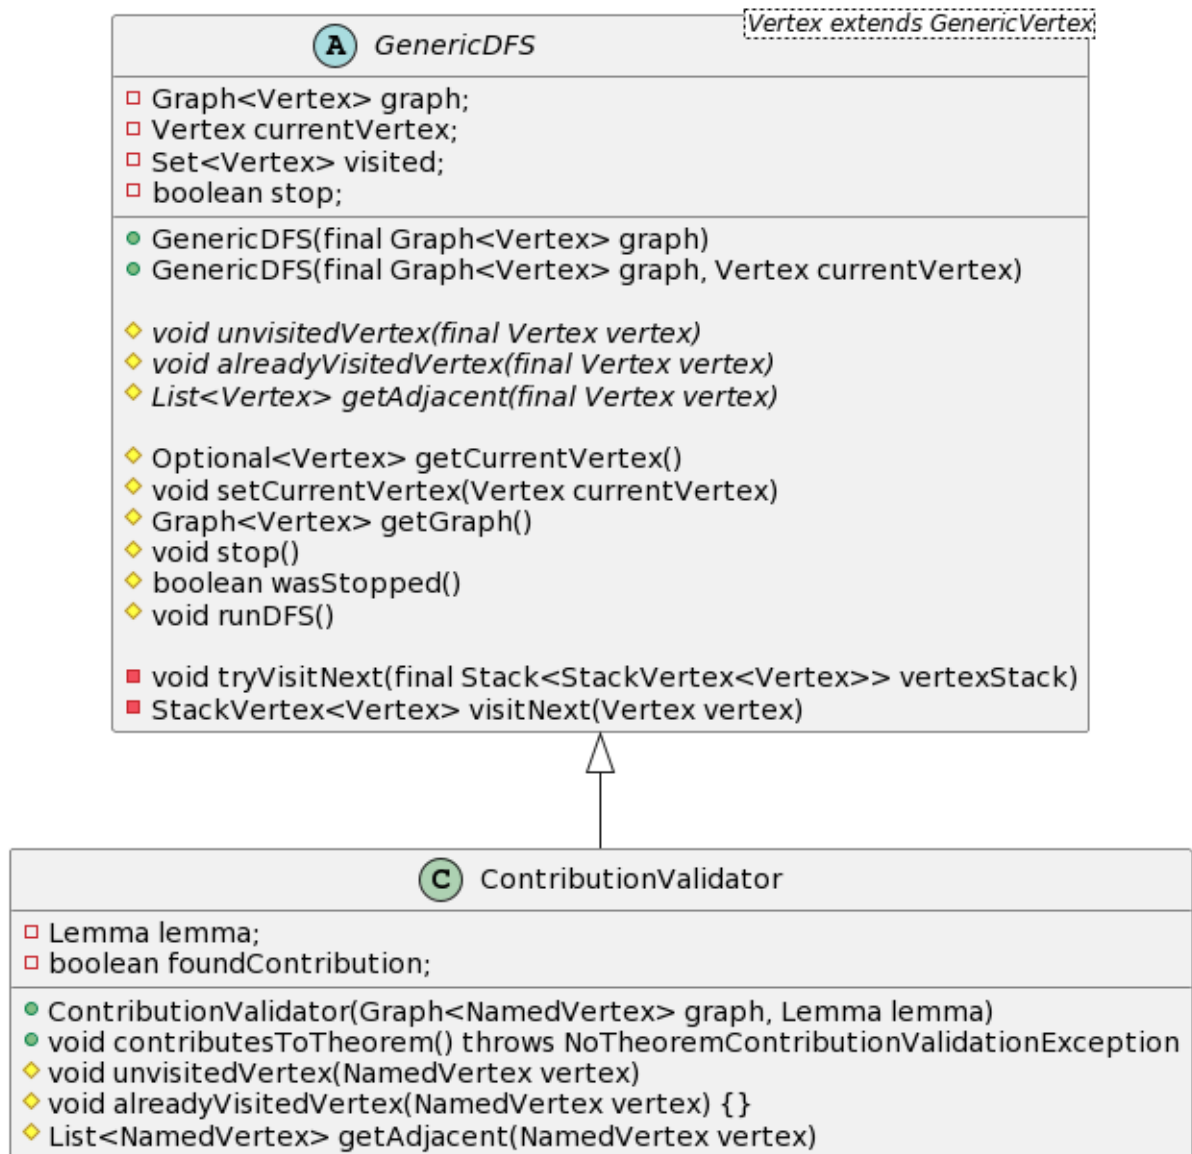 Vertex extends GenericVertex
A GenericDFS
Graph<Vertex> graph;
Vertex currentVertex;
Set<Vertex> visited;
boolean stop;
GenericDFS(final Graph<Vertex> graph)
GenericDFS(final Graph<Vertex> graph, Vertex currentVertex)
void unvisitedVertex(final Vertex vertex)
void alreadyVisitedVertex(final Vertex vertex)
List<Vertex> getAdjacent(final Vertex vertex)
Optional<Vertex> getCurrentVertex()
void setCurrentVertex(Vertex currentVertex)
Graph<Vertex> getGraph()
void stop()
boolean wasStopped()
void runDFS()
void tryVisitNext(final Stack<StackVertex<Vertex>> vertexStack)
StackVertex<Vertex> visitNext(Vertex vertex)
C ContributionValidator
Lemma lemma;
boolean foundContribution;
ContributionValidator(Graph<NamedVertex> graph, Lemma lemma)
void contributesToTheorem() throws NoTheoremContributionValidationException
void unvisitedVertex(NamedVertex vertex)
void alreadyVisitedVertex(NamedVertex vertex) {}
List<NamedVertex> getAdjacent(NamedVertex vertex)